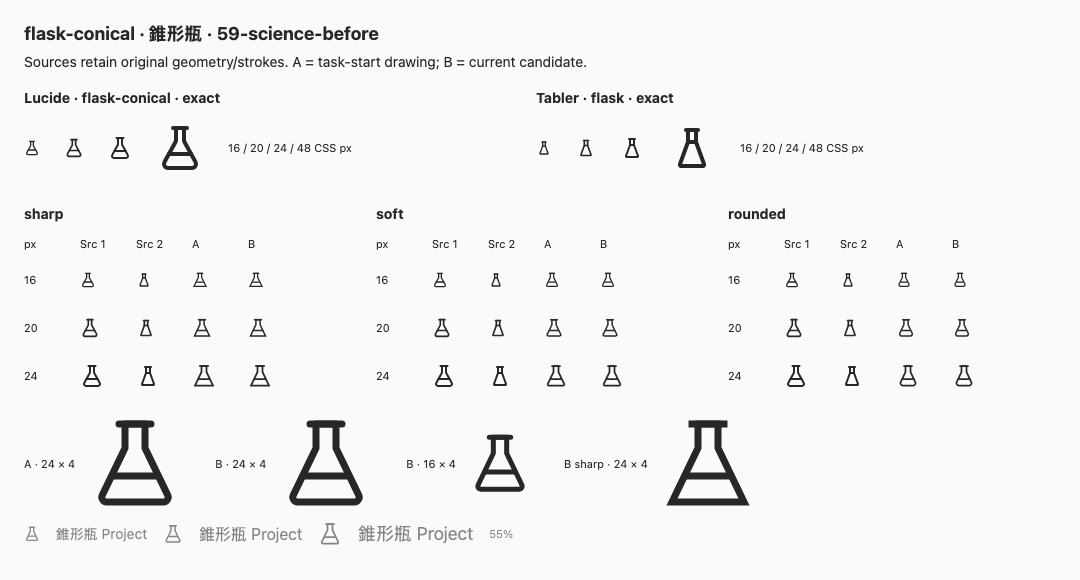 flask-conical · 錐形瓶 · 59-science-before
Sources retain original geometry/strokes. A = task-start drawing; B = current candidate.
Lucide · flask-conical · exact
Tabler · flask · exact
16 / 20 / 24 / 48 CSS px
16 / 20 / 24 / 48 CSS px
sharp
soft
rounded
px Src 1 Src 2 A B
px Src 1 Src 2 A B
px Src 1 Src 2 A B
16
16
16
20
20
20
24
24
24
A · 24 × 4
B · 24 × 4
B · 16 × 4
B sharp · 24 × 4
錐形瓶 Project
錐形瓶 Project
錐形瓶 Project
55%